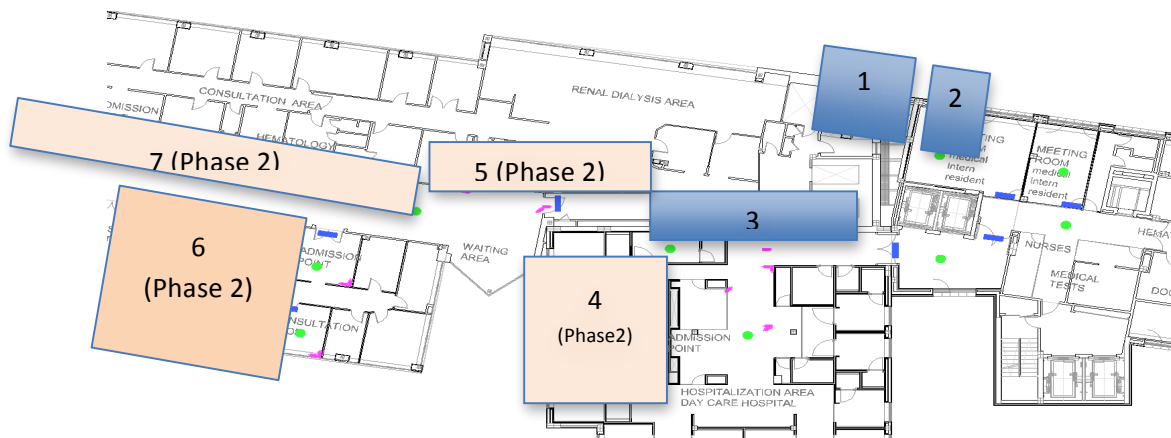 1
2
CONSULTATION AREA
RENAL DIALYSIS AREA
HEMATOLOGY
7 (Phase 2)
5 (Phase 2)
3
MEETING
ROOM
medical
Intern
resident
MEETING
ROOM
medical
Intern
resident
6
(Phase 2)
ADMISSION
POINT
WAITING
AREA
NURSES
MEDICAL
TESTS
4
(Phase2)
ADMISSION
POINT
HOSPITALIZATION AREA
DAY CARE HOSPITAL